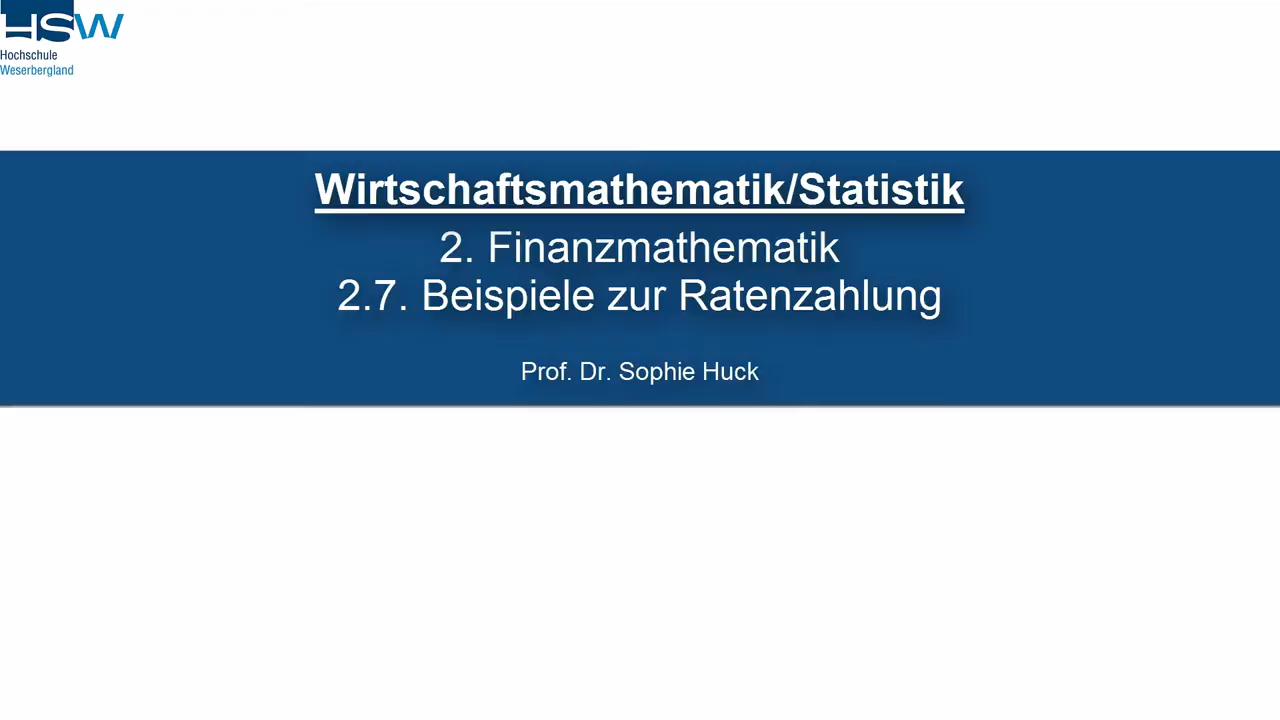 HSW
Hochschule
Weserbergland
Wirtschaftsmathematik/Statistik
2. Finanzmathematik
2.7. Beispiele zur Ratenzahlung
Prof. Dr. Sophie Huck